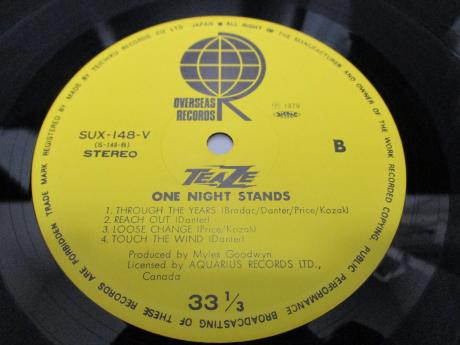 TRADE MARK REGISTERED BY MADE BY TEICHIKU RECORDS CO LTD JAPAN • ALL RIGHT OF THE MANUFACTURER AND OWNER OF THE WORK RECORDED COPYING, PUBLIC PERFORMANCE BROADCASTING OF THESE RECORDS ARE FORBIDDEN
OVERSEAS
RECORDS
R
SUX-148-V
(S-148-B)
STEREO
℗ 1979
B
TEAZE
ONE NIGHT STANDS
1. THROUGH THE YEARS (Bradac/Danter/Price/Kozak)
2. REACH OUT (Danter)
3. LOOSE CHANGE (Price/Kozak)
4. TOUCH THE WIND (Danter)
Produced by Myles Goodwyn
Licensed by AQUARIUS RECORDS LTD.,
Canada
33 1/3